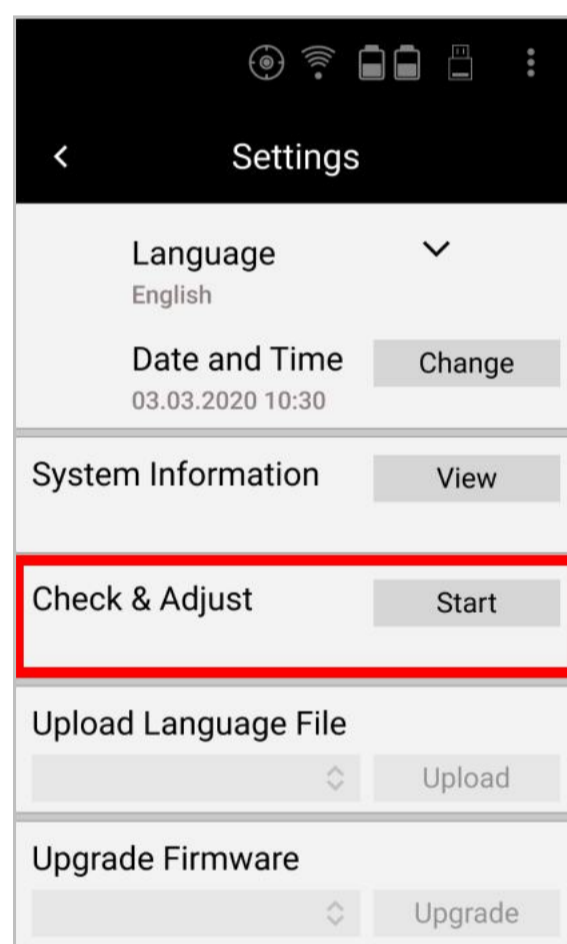 Settings
Language
English
Date and Time
Change
03.03.2020 10:30
System Information
View
Check & Adjust
Start
Upload Language File
Upload
Upgrade Firmware
Upgrade